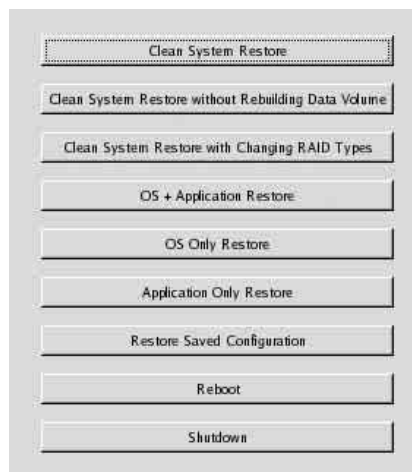 Clean System Restore
Clean System Restore without Rebuilding Data Volume
Clean System Restore with Changing RAID Types
OS + Application Restore
OS Only Restore
Application Only Restore
Restore Saved Configuration
Reboot
Shutdown